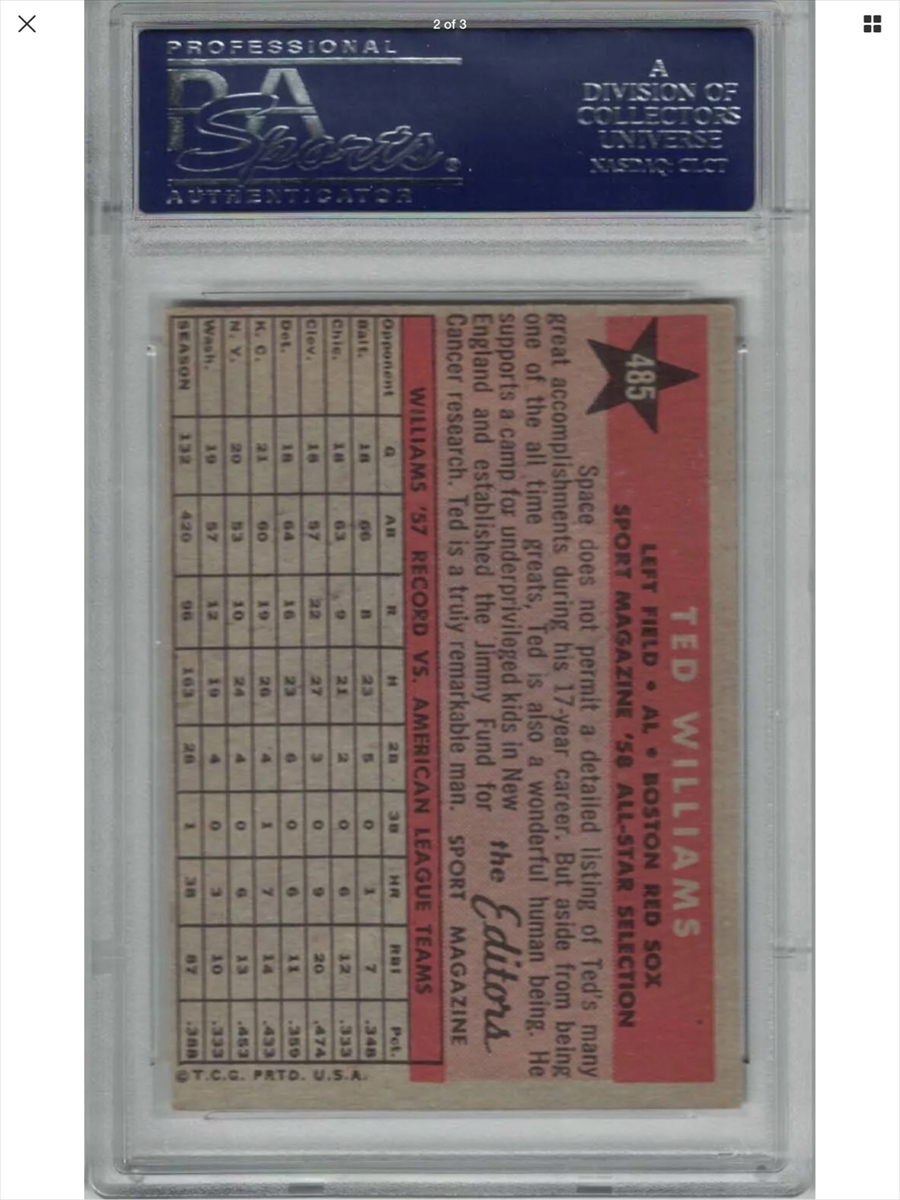 2 of 3
PROFESSIONAL
PSA
Sports
AUTHENTICATOR
A
DIVISION OF
COLLECTORS
UNIVERSE
NASDAQ: CLCT
485
TED WILLIAMS
LEFT FIELD • AL • BOSTON RED SOX
SPORT MAGAZINE '58 ALL-STAR SELECTION
Space does not permit a detailed listing of Ted's many
great accomplishments during his 17-year career. But aside from being
one of the all time greats, Ted is also a wonderful human being. He
supports a camp for underprivileged kids in New
England and established the Jimmy Fund for
Cancer research. Ted is a truly remarkable man.
the Editors
SPORT MAGAZINE
WILLIAMS '57 RECORD VS. AMERICAN LEAGUE TEAMS
Opponent G AB R H 2B 3B HR RBI Pct.
Balt. 18 66 8 23 5 0 1 7 .348
Chic. 18 63 9 21 2 0 6 12 .333
Clev. 18 57 22 27 3 0 9 20 .474
Det. 18 64 16 23 6 0 6 11 .359
K. C. 21 60 19 26 4 1 7 14 .433
N. Y. 20 53 10 24 4 0 6 13 .453
Wash. 19 57 12 19 4 0 3 10 .333
SEASON 132 420 96 163 28 1 38 87 .388
©T.C.G. PRTD. U.S.A.